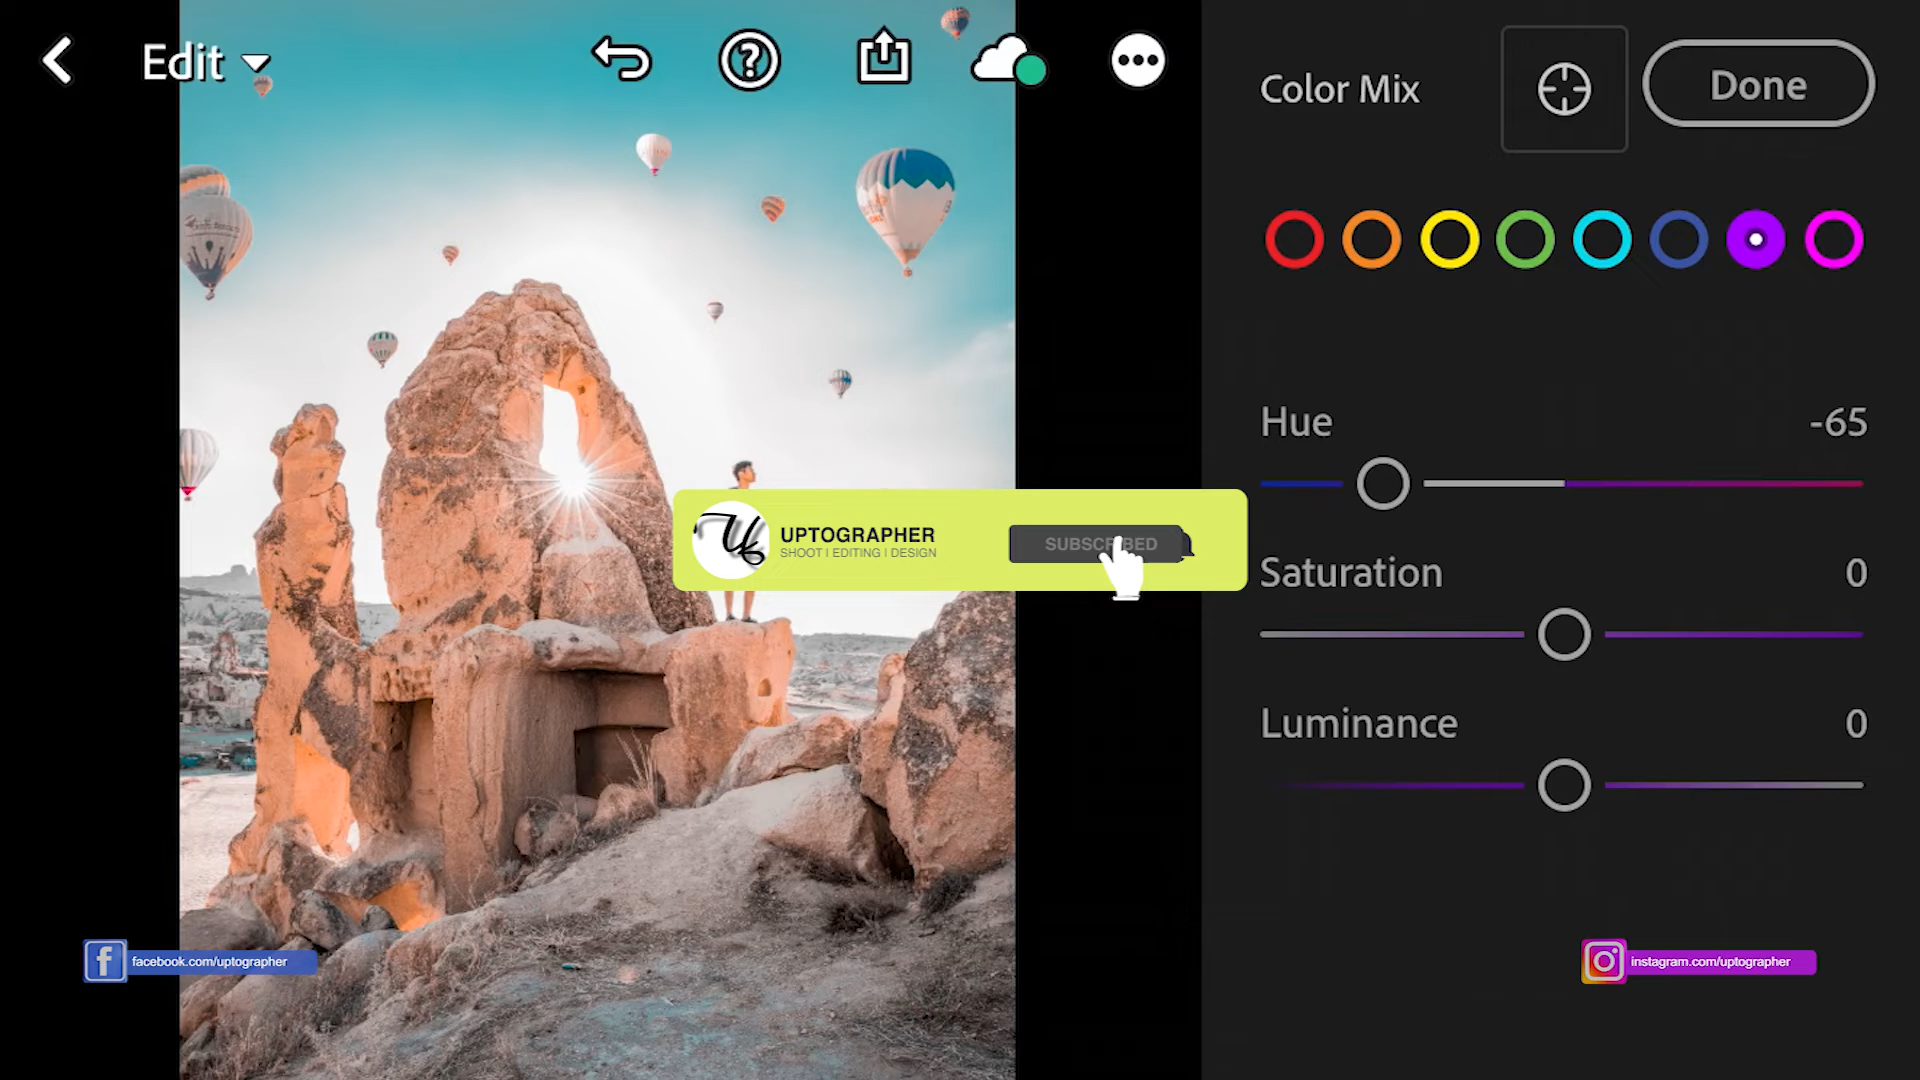 Edit
Color Mix
Done
Hue
-65
UPTOGRAPHER
SHOOT I EDITING I DESIGN
SUBSCRIBED
Saturation
0
Luminance
0
facebook.com/uptographer
instagram.com/uptographer